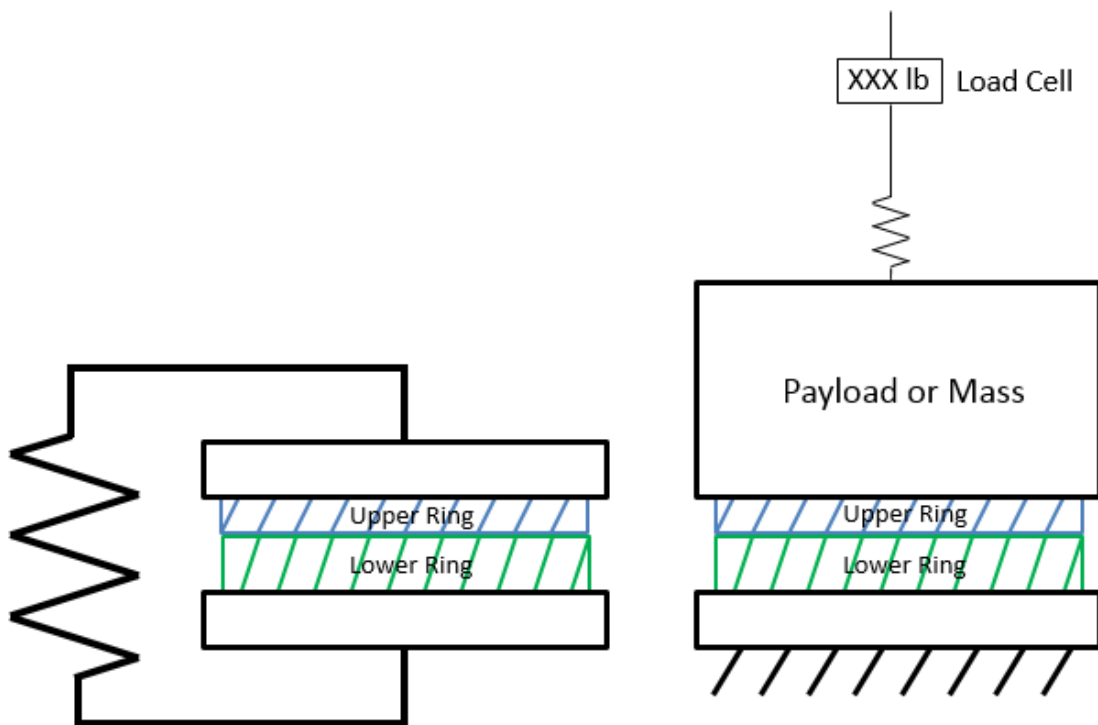 XXX lb
Load Cell
Payload or Mass
Upper Ring
Lower Ring
Upper Ring
Lower Ring